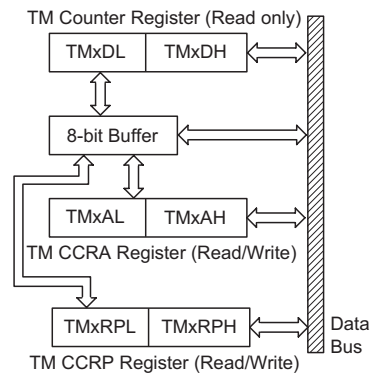 TM Counter Register (Read only)
TMxDL
TMxDH
8-bit Buffer
TMxAL
TMxAH
TM CCRA Register (Read/Write)
TMxRPL
TMxRPH
TM CCRP Register (Read/Write)
Data
Bus